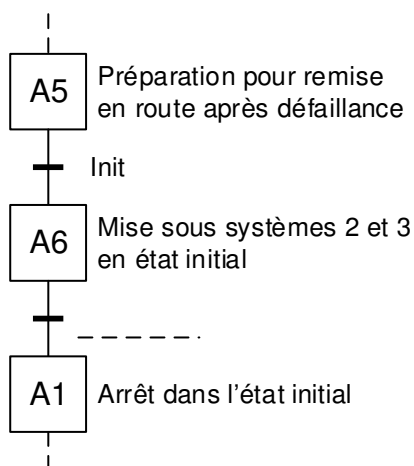 A5
Préparation pour remise
en route après défaillance
Init
A6
Mise sous systèmes 2 et 3
en état initial
A1
Arrêt dans l'état initial